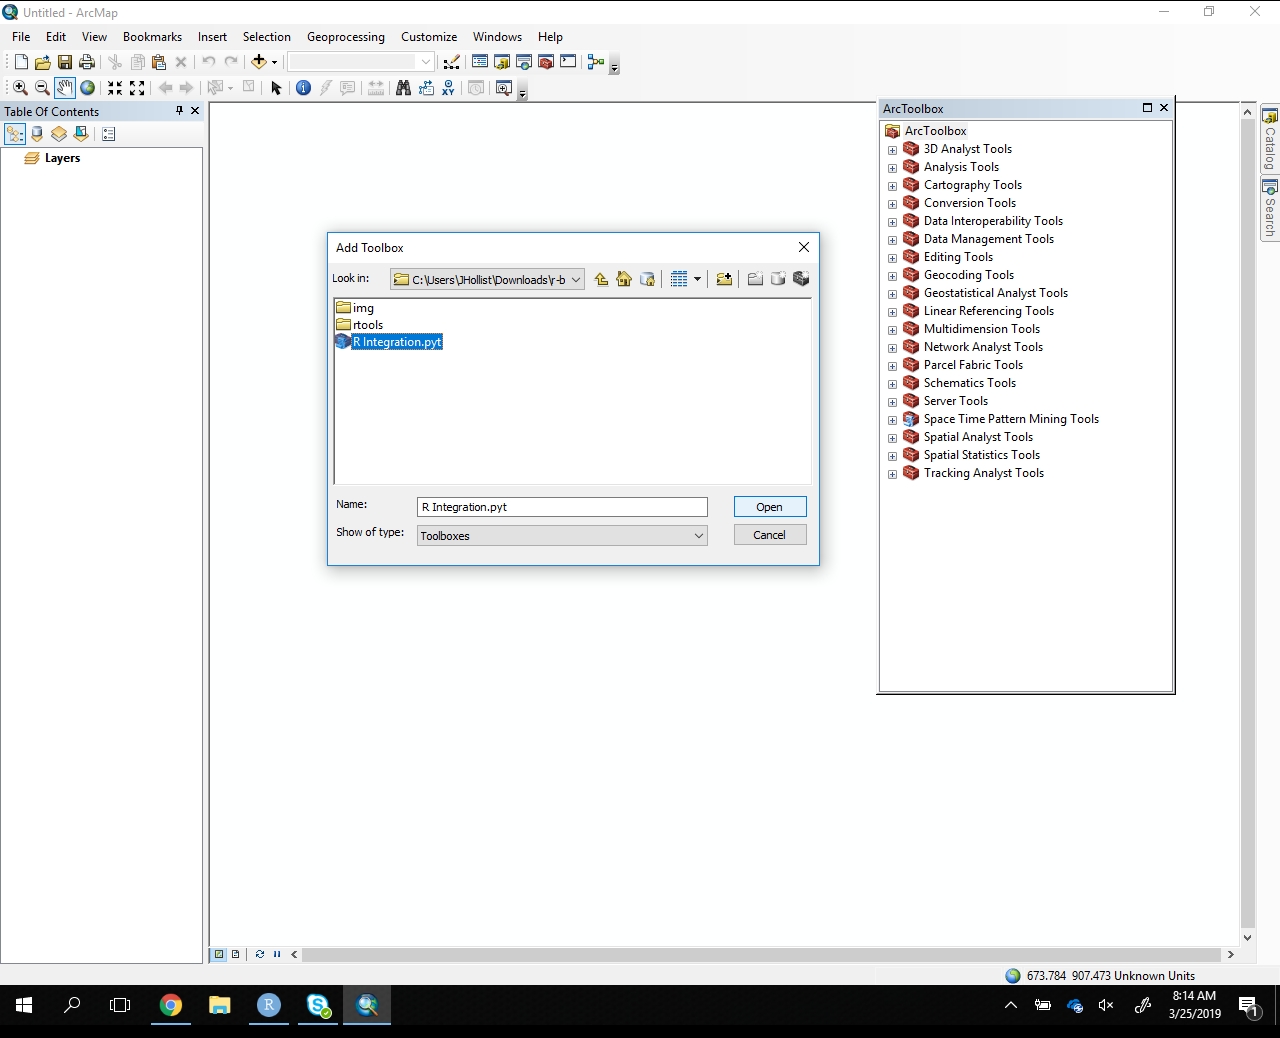 Untitled - ArcMap
File Edit View Bookmarks Insert Selection Geoprocessing Customize Windows Help
Table Of Contents
Layers
ArcToolbox
ArcToolbox
3D Analyst Tools
Analysis Tools
Cartography Tools
Conversion Tools
Data Interoperability Tools
Data Management Tools
Editing Tools
Geocoding Tools
Geostatistical Analyst Tools
Linear Referencing Tools
Multidimension Tools
Network Analyst Tools
Parcel Fabric Tools
Schematics Tools
Server Tools
Space Time Pattern Mining Tools
Spatial Analyst Tools
Spatial Statistics Tools
Tracking Analyst Tools
Catalog
Search
Add Toolbox
Look in: C:\Users\JHollist\Downloads\r-b
img
rtools
R Integration.pyt
Name: R Integration.pyt Open
Show of type: Toolboxes Cancel
673.784 907.473 Unknown Units
8:14 AM
3/25/2019
1